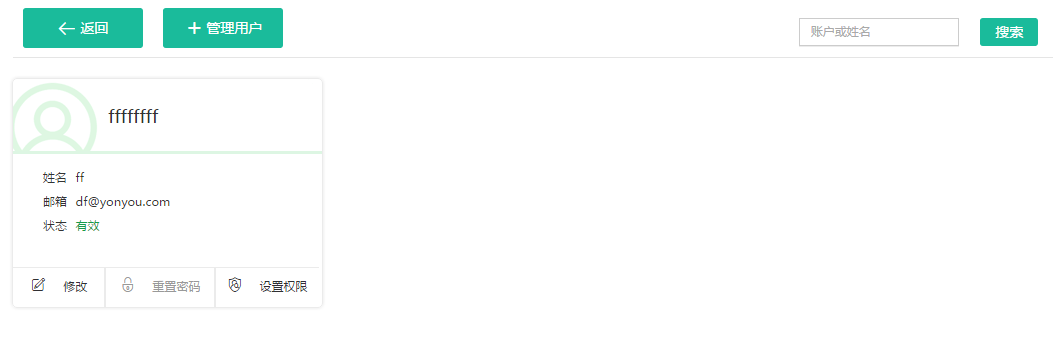 返回
管理用户
账户或姓名
搜索
ffffffff
姓名 ff
邮箱 df@yonyou.com
状态 有效
修改
重置密码
设置权限